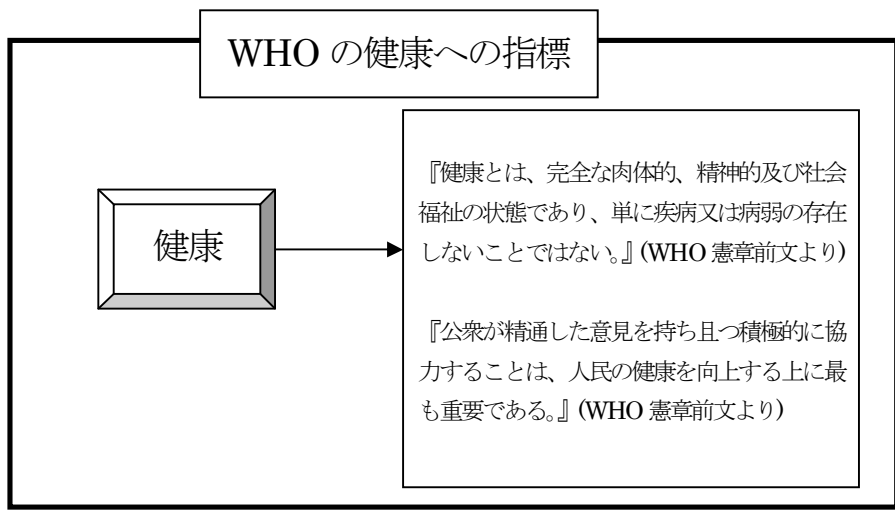 WHO の健康への指標
健康
『健康とは、完全な肉体的、精神的及び社会
福祉の状態であり、単に疾病又は病弱の存在
しないことではない。』(WHO 憲章前文より)
『公衆が精通した意見を持ち且つ積極的に協
力することは、人民の健康を向上する上に最
も重要である。』(WHO 憲章前文より)